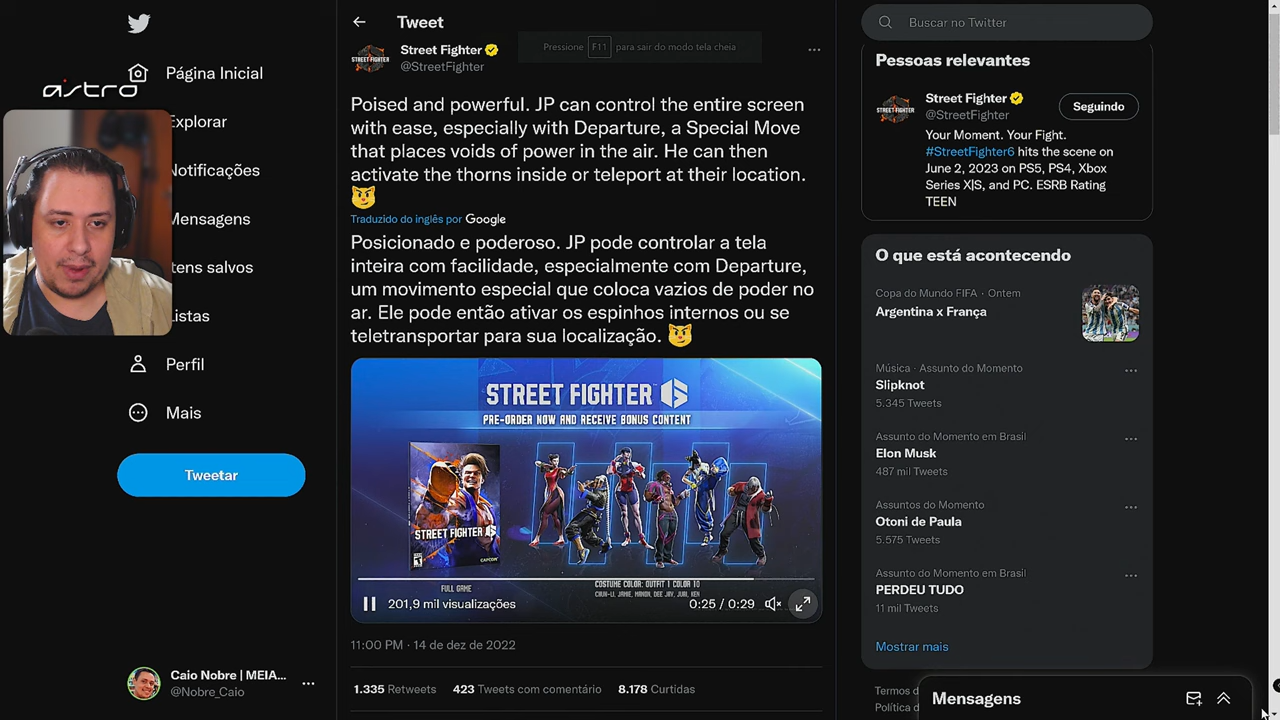 Página Inicial
Explorar
Notificações
Mensagens
Itens salvos
Listas
Perfil
Mais
Tweetar
Caio Nobre | MEIA...
@Nobre_Caio
astro
Tweet
Street Fighter
@StreetFighter
Pressione F11 para sair do modo tela cheia
STREET FIGHTER
Poised and powerful. JP can control the entire screen
with ease, especially with Departure, a Special Move
that places voids of power in the air. He can then
activate the thorns inside or teleport at their location.
Traduzido do inglês por Google
Posicionado e poderoso. JP pode controlar a tela
inteira com facilidade, especialmente com Departure,
um movimento especial que coloca vazios de poder no
ar. Ele pode então ativar os espinhos internos ou se
teletransportar para sua localização.
STREET FIGHTER 6
PRE-ORDER NOW AND RECEIVE BONUS CONTENT
STREET FIGHTER 6
CAPCOM
FULL GAME
COSTUME COLOR: OUTFIT 1 COLOR 10
CHUN-LI, JAMIE, MANON, DEE JAY, JURI, KEN
201,9 mil visualizações
0:25 / 0:29
11:00 PM · 14 de dez de 2022
1.335 Retweets 423 Tweets com comentário 8.178 Curtidas
Buscar no Twitter
Pessoas relevantes
STREET FIGHTER
Street Fighter
@StreetFighter
Seguindo
Your Moment. Your Fight.
#StreetFighter6 hits the scene on
June 2, 2023 on PS5, PS4, Xbox
Series X|S, and PC. ESRB Rating
TEEN
O que está acontecendo
Copa do Mundo FIFA · Ontem
Argentina x França
Música · Assunto do Momento
Slipknot
5.345 Tweets
Assunto do Momento em Brasil
Elon Musk
487 mil Tweets
Assuntos do Momento
Otoni de Paula
5.575 Tweets
Assunto do Momento em Brasil
PERDEU TUDO
11 mil Tweets
Mostrar mais
Termos d
Política d
Mensagens